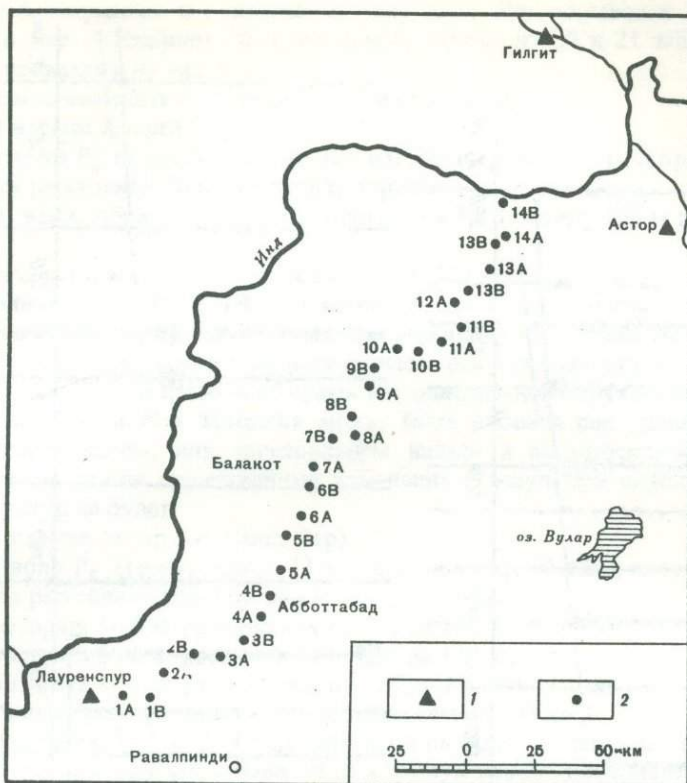 Гилгит
14В
Астор
13В
14А
Инд
13А
13В
12А
11В
11А
10А
10В
9В
9А
8В
7В
8А
Балакот
7А
6В
6А
оз. Вулар
5В
5А
4В
Абботтабад
4А
3В
2В
3А
Лауренспур
2А
1А
1В
1
2
25 0 25 50 км
Равалпинди